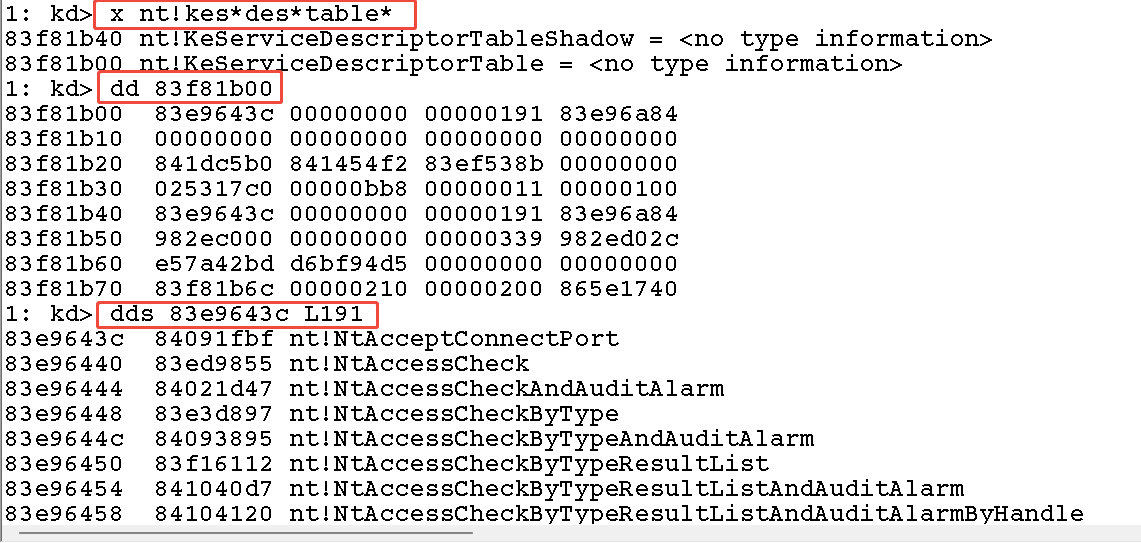 1: kd> x nt!kes*des*table*
83f81b40 nt!KeServiceDescriptorTableShadow = <no type information>
83f81b00 nt!KeServiceDescriptorTable = <no type information>
1: kd> dd 83f81b00
83f81b00  83e9643c 00000000 00000191 83e96a84
83f81b10  00000000 00000000 00000000 00000000
83f81b20  841dc5b0 841454f2 83ef538b 00000000
83f81b30  025317c0 00000bb8 00000011 00000100
83f81b40  83e9643c 00000000 00000191 83e96a84
83f81b50  982ec000 00000000 00000339 982ed02c
83f81b60  e57a42bd d6bf94d5 00000000 00000000
83f81b70  83f81b6c 00000210 00000200 865e1740
1: kd> dds 83e9643c L191
83e9643c  84091fbf nt!NtAcceptConnectPort
83e96440  83ed9855 nt!NtAccessCheck
83e96444  84021d47 nt!NtAccessCheckAndAuditAlarm
83e96448  83e3d897 nt!NtAccessCheckByType
83e9644c  84093895 nt!NtAccessCheckByTypeAndAuditAlarm
83e96450  83f16112 nt!NtAccessCheckByTypeResultList
83e96454  841040d7 nt!NtAccessCheckByTypeResultListAndAuditAlarm
83e96458  84104120 nt!NtAccessCheckByTypeResultListAndAuditAlarmByHandle